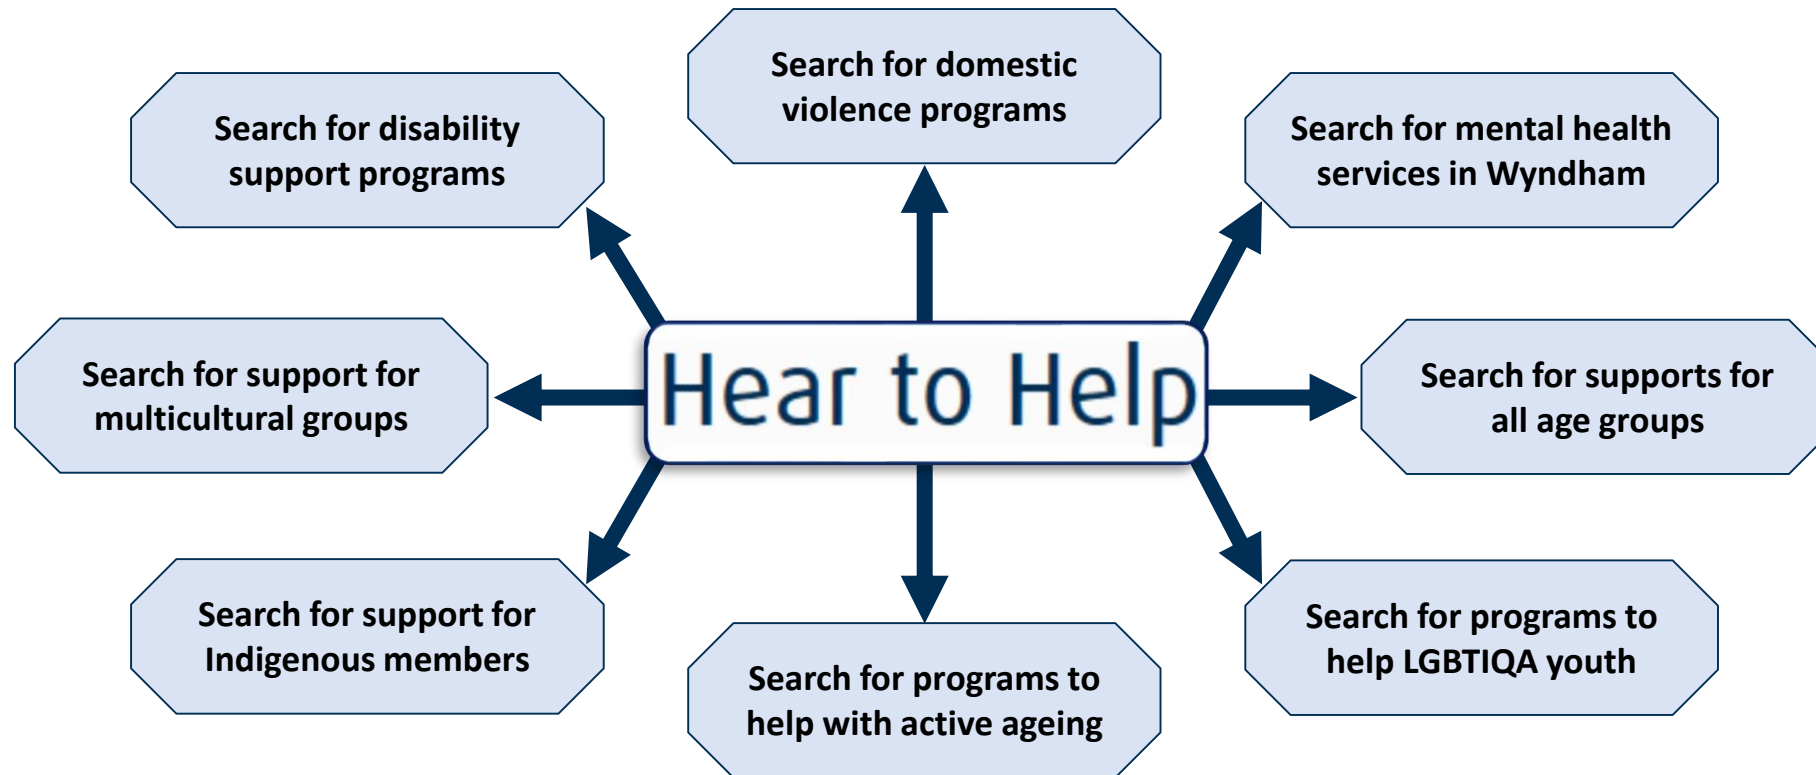 Search for domestic
violence programs
Search for disability
support programs
Search for mental health
services in Wyndham
Search for support for
multicultural groups
Hear to Help
Search for supports for
all age groups
Search for support for
Indigenous members
Search for programs to
help with active ageing
Search for programs to
help LGBTIQA youth